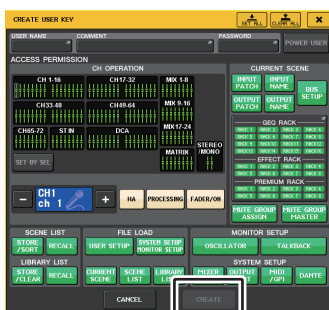 CREATE USER KEY
SET ALL
CLEAR ALL
USER NAME
COMMENT
PASSWORD
POWER USER
ACCESS PERMISSION
CH OPERATION
CURRENT SCENE
CH 1-16
CH17-32
MIX 1-8
INPUT PATCH
INPUT NAME
BUS SETUP
CH33-48
CH49-64
MIX 9-16
OUTPUT PATCH
OUTPUT NAME
CH65-72
ST IN
DCA
MIX17-24
GEQ RACK
STEREO /MONO
MATRIX
SET BY SEL
EFFECT RACK
PREMIUM RACK
CH1
ch 1
HA
PROCESSING
FADER/ON
MUTE GROUP ASSIGN
MUTE GROUP MASTER
SCENE LIST
FILE LOAD
MONITOR SETUP
STORE /SORT
RECALL
USER SETUP
SYSTEM SETUP MONITOR SETUP
OSCILLATOR
TALKBACK
LIBRARY LIST
SYSTEM SETUP
STORE /CLEAR
RECALL
CURRENT SCENE
SCENE LIST
LIBRARY
MIXER
OUTPUT
MIDI /GPI
DANTE
CANCEL
CREATE